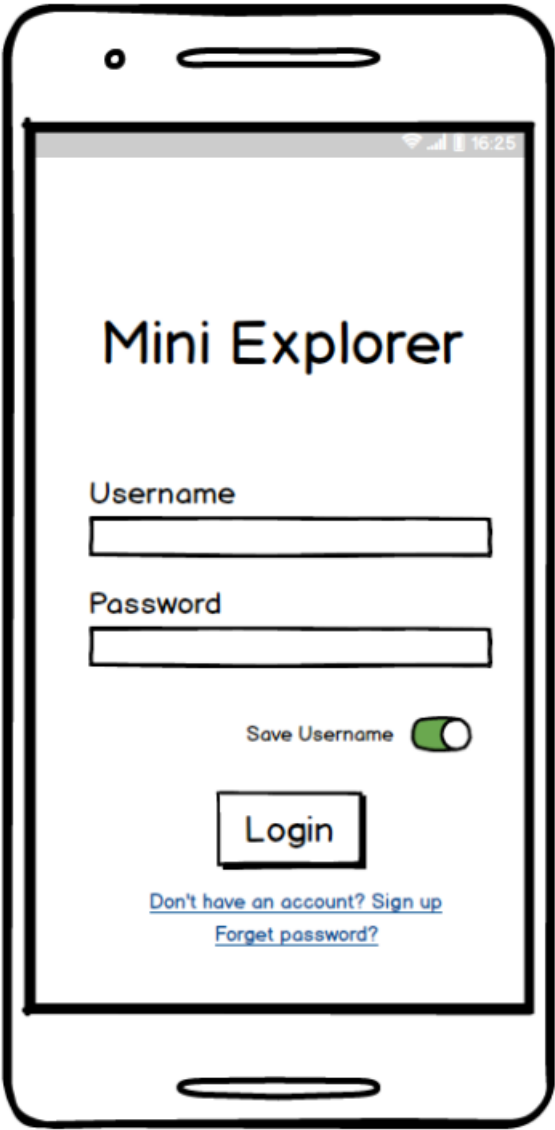 16:25
Mini Explorer
Username
Password
Save Username
Login
Don't have an account? Sign up
Forget password?